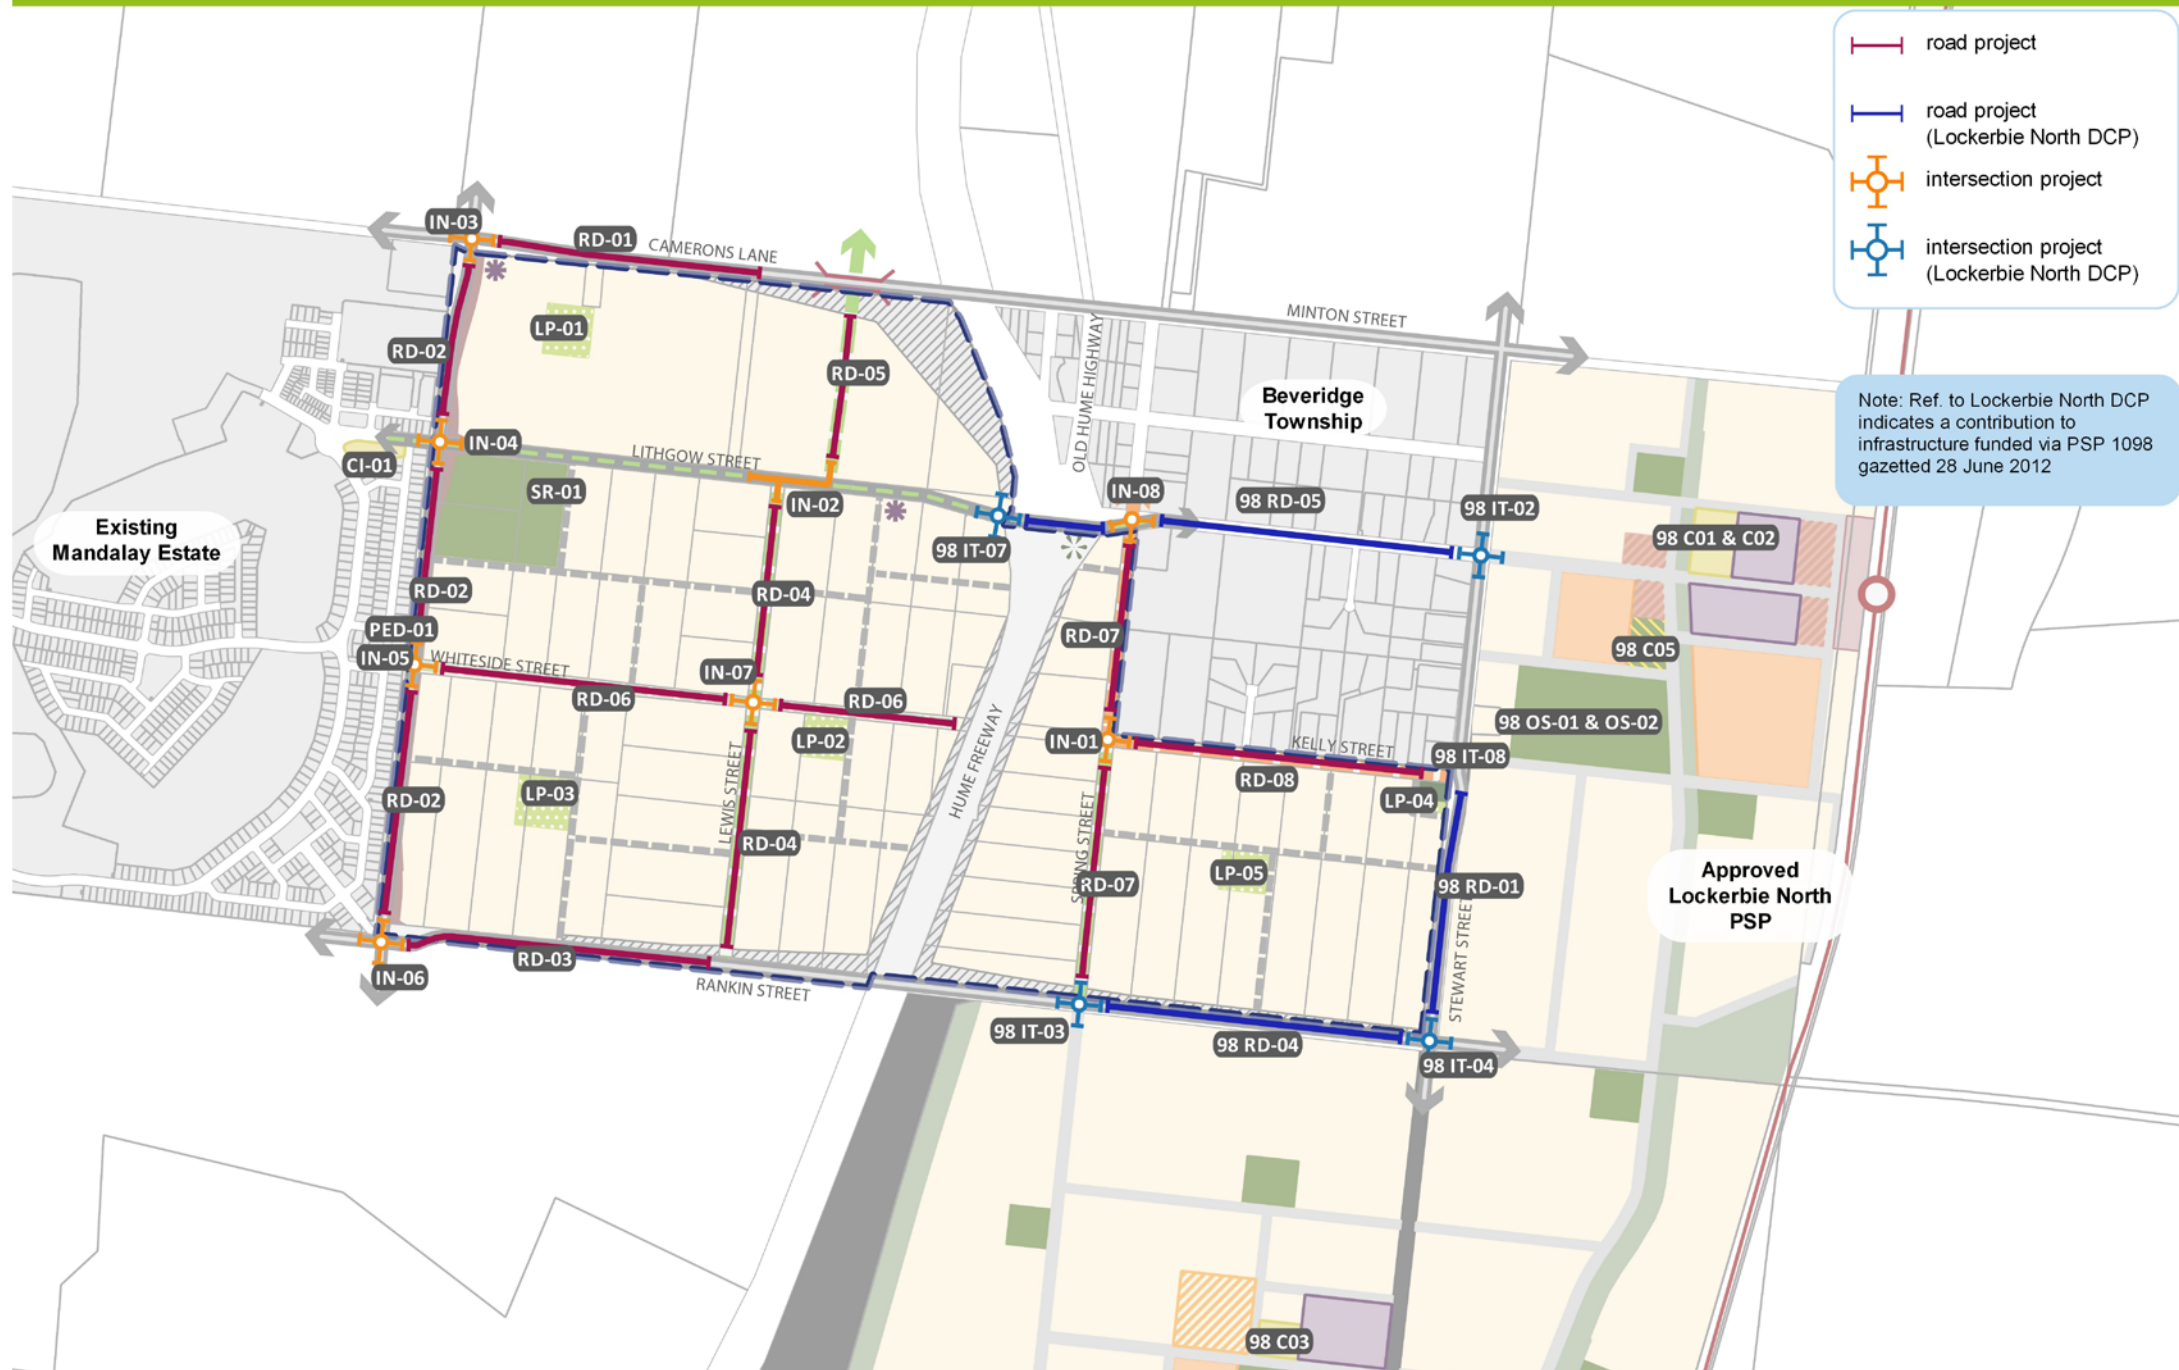 road project
road project
(Lockerbie North DCP)
intersection project
intersection project
(Lockerbie North DCP)
Note: Ref. to Lockerbie North DCP
indicates a contribution to
infrastructure funded via PSP 1098
gazetted 28 June 2012
IN-03
RD-01
CAMERONS LANE
MINTON STREET
LP-01
RD-02
RD-05
OLD HUME HIGHWAY
Beveridge
Township
IN-04
CI-01
LITHGOW STREET
SR-01
IN-02
IN-08
98 RD-05
98 IT-02
98 IT-07
98 C01 & C02
Existing
Mandalay Estate
RD-02
RD-04
PED-01
IN-05
WHITESIDE STREET
RD-06
IN-07
RD-06
RD-07
98 C05
LP-02
IN-01
KELLY STREET
98 OS-01 & OS-02
98 IT-08
RD-08
LP-04
LEWIS STREET
HUME FREEWAY
LP-03
RD-02
RD-04
SPRING STREET
RD-07
LP-05
98 RD-01
STEWART STREET
Approved
Lockerbie North
PSP
RD-03
IN-06
RANKIN STREET
98 IT-03
98 RD-04
98 IT-04
98 C03